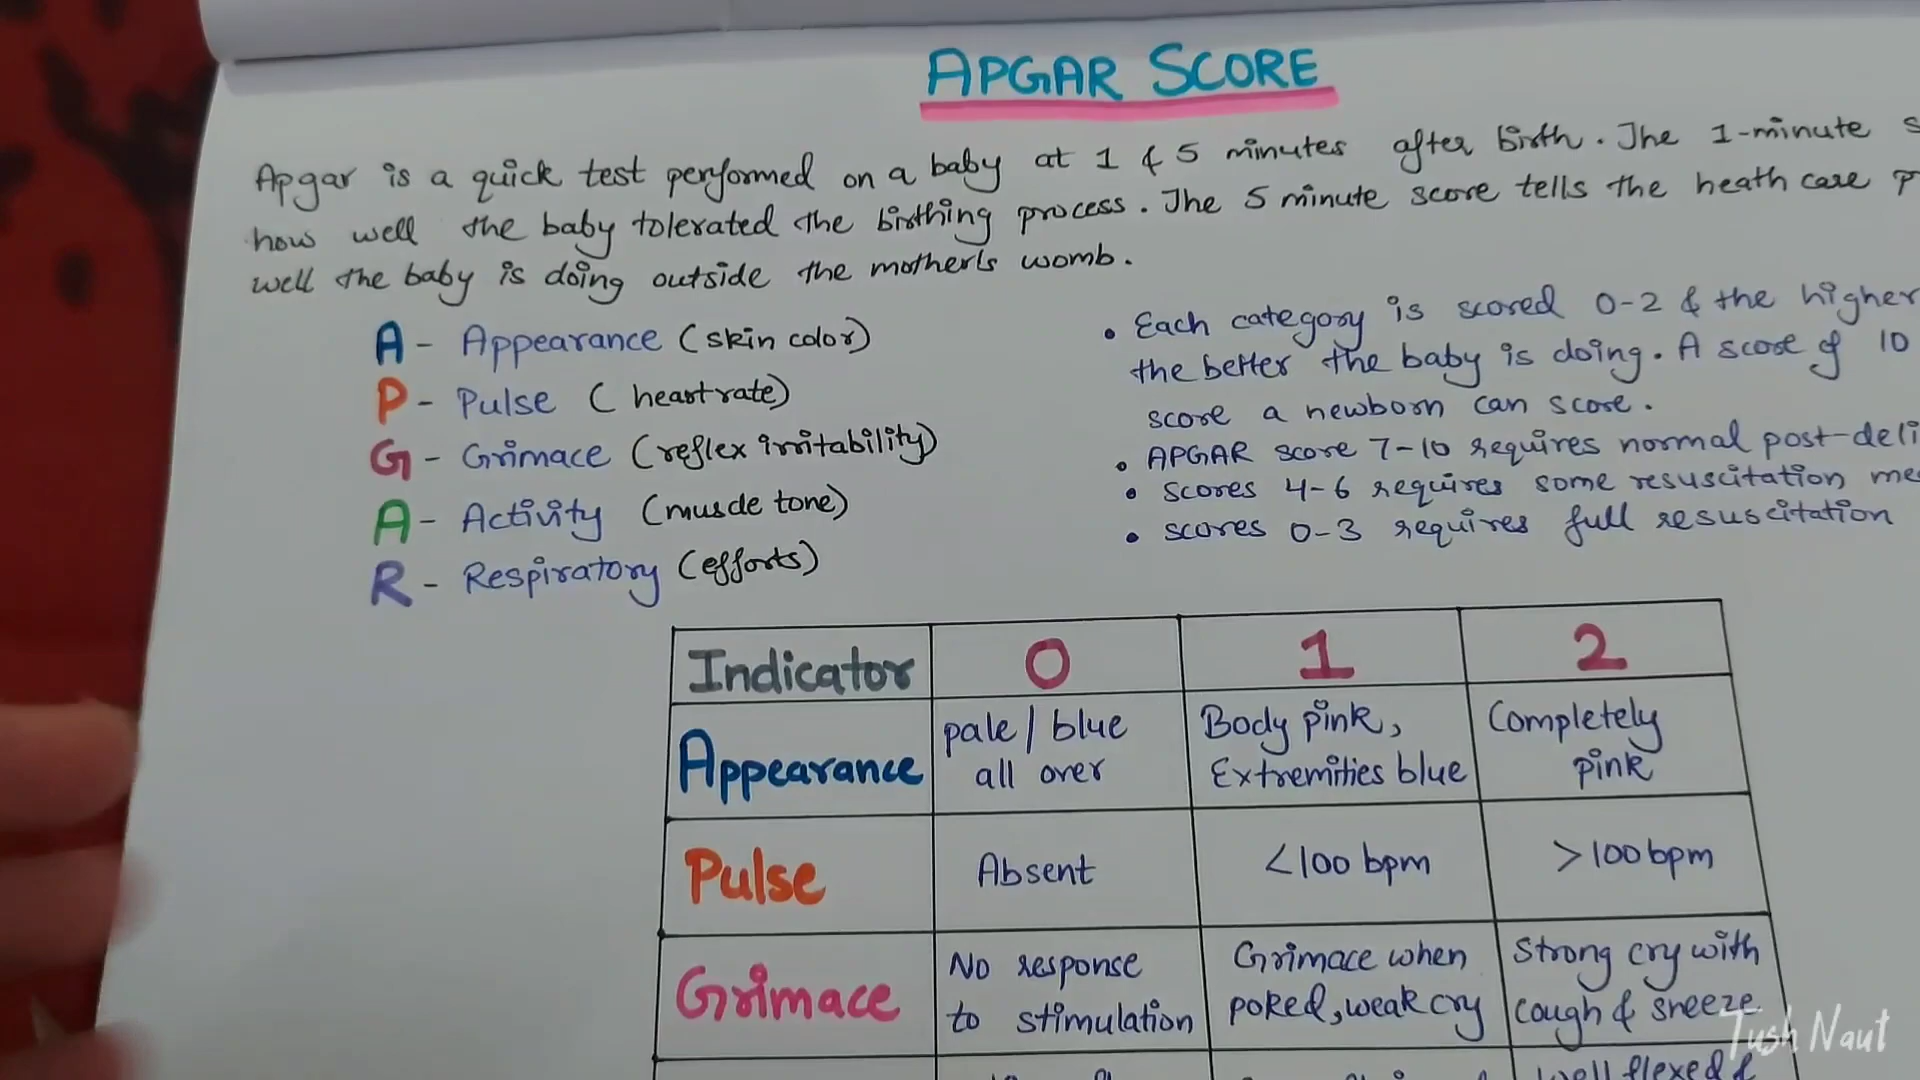 APGAR SCORE
Apgar is a quick test performed on a baby at 1 & 5 minutes after birth. The 1-minute s
how well the baby tolerated the birthing process. The 5 minute score tells the heath care p
well the baby is doing outside the mother's womb.
A - Appearance (skin color)
P - Pulse (heart rate)
G - Grimace (reflex irritability)
A - Activity (muscle tone)
R - Respiratory (efforts)
• Each category is scored 0-2 & the higher
the better the baby is doing. A score of 10
score a newborn can score.
• APGAR score 7-10 requires normal post-deli
• scores 4-6 requires some resuscitation me
• scores 0-3 requires full resuscitation
Indicator 0 1 2
Appearance pale / blue all over Body pink, Extremities blue Completely pink
Pulse Absent <100 bpm >100 bpm
Grimace No response to stimulation Grimace when poked, weak cry Strong cry with cough & sneeze
well flexed &
Tush Naut